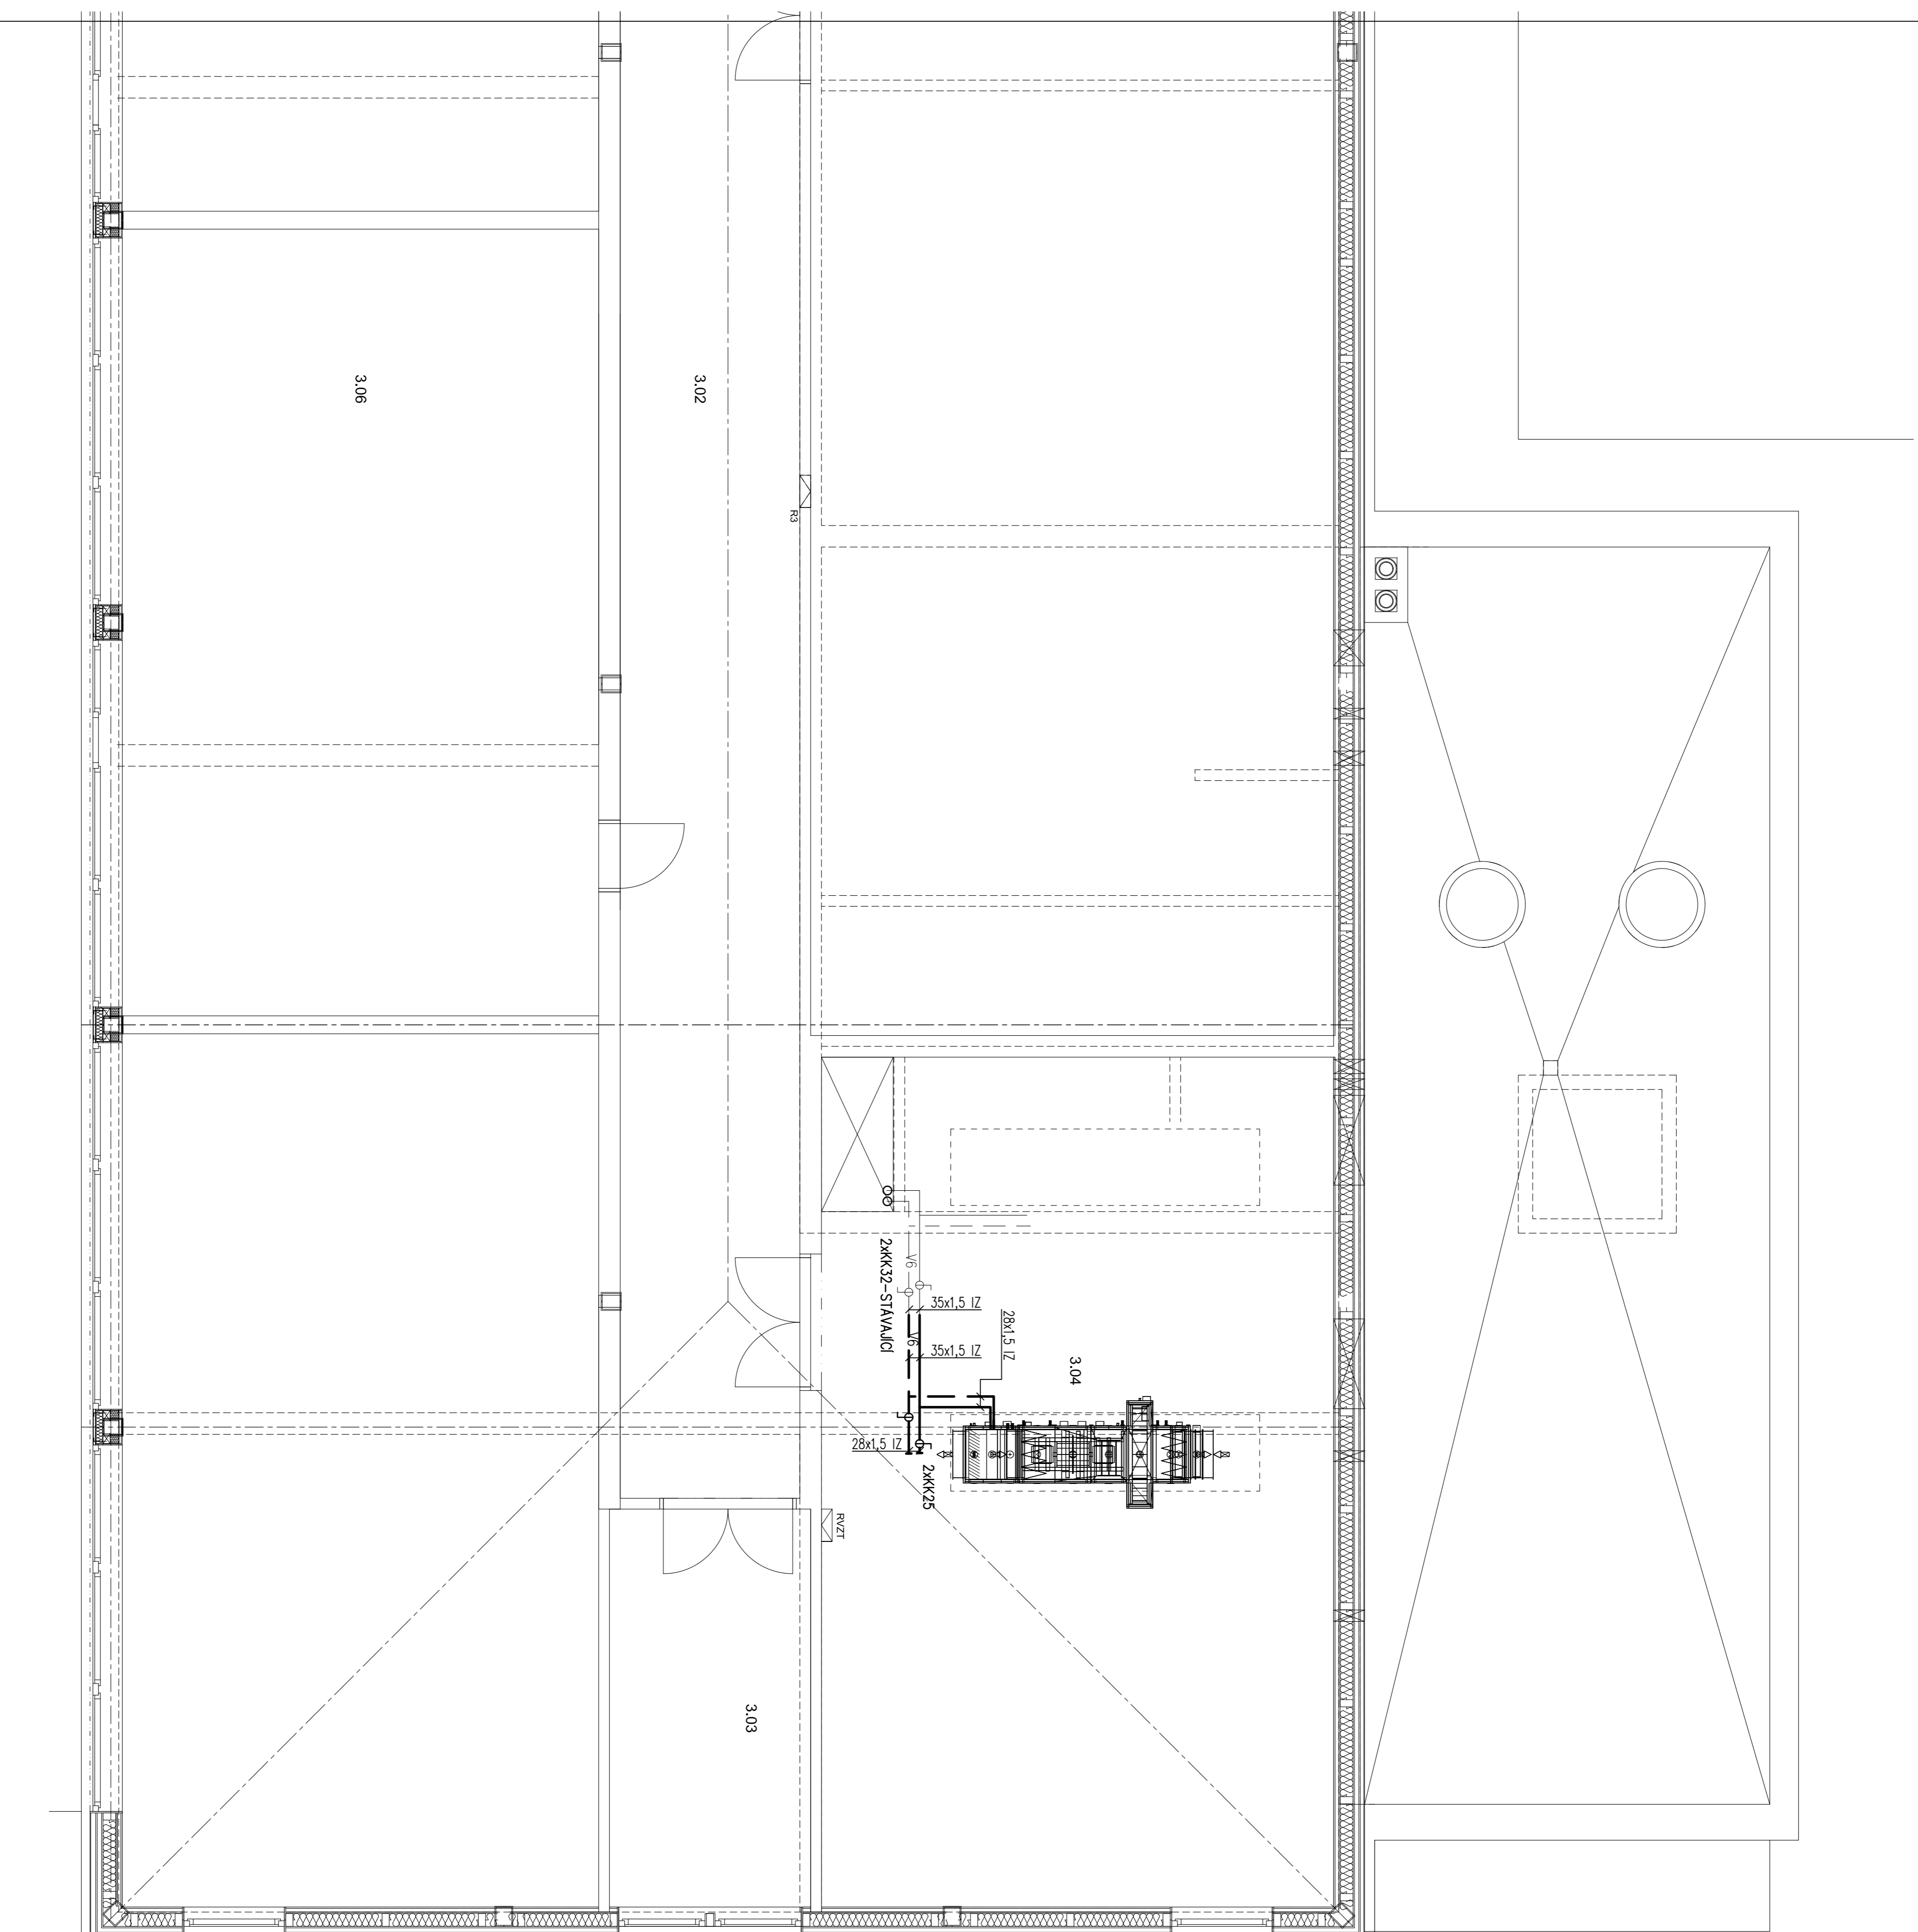 3.06
3.02
R3
V6
2xKK32-STÁVAJÍCÍ
35x1,5 IZ
28x1,5 IZ
V6
35x1,5 IZ
3.04
28x1,5 IZ
2xKK25
RVZT
3.03